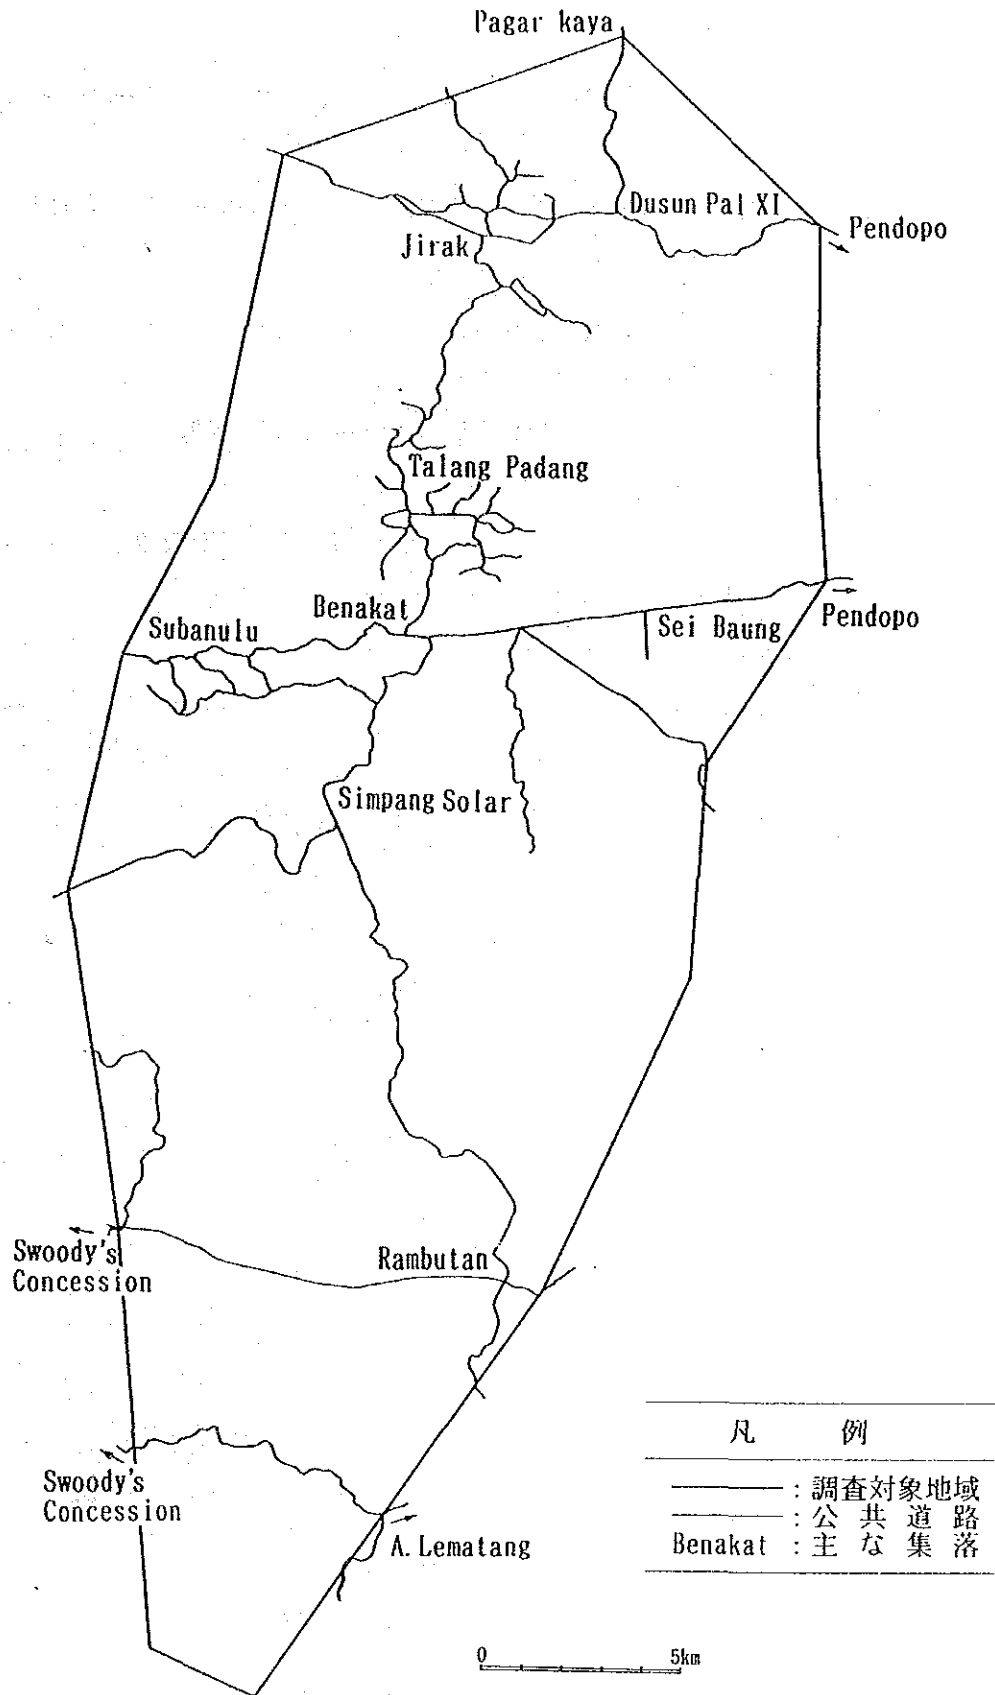 Pagar kaya
Dusun Pal XI
Pendopo
Jirak
Talang Padang
Benakat
Subanulu
Sei Baung
Pendopo
Simpang Solar
Rambutan
Swoody's
Concession
Swoody's
Concession
A. Lematang
凡 例
: 調査対象地域
: 公共道路
Benakat : 主な集落
0 5km